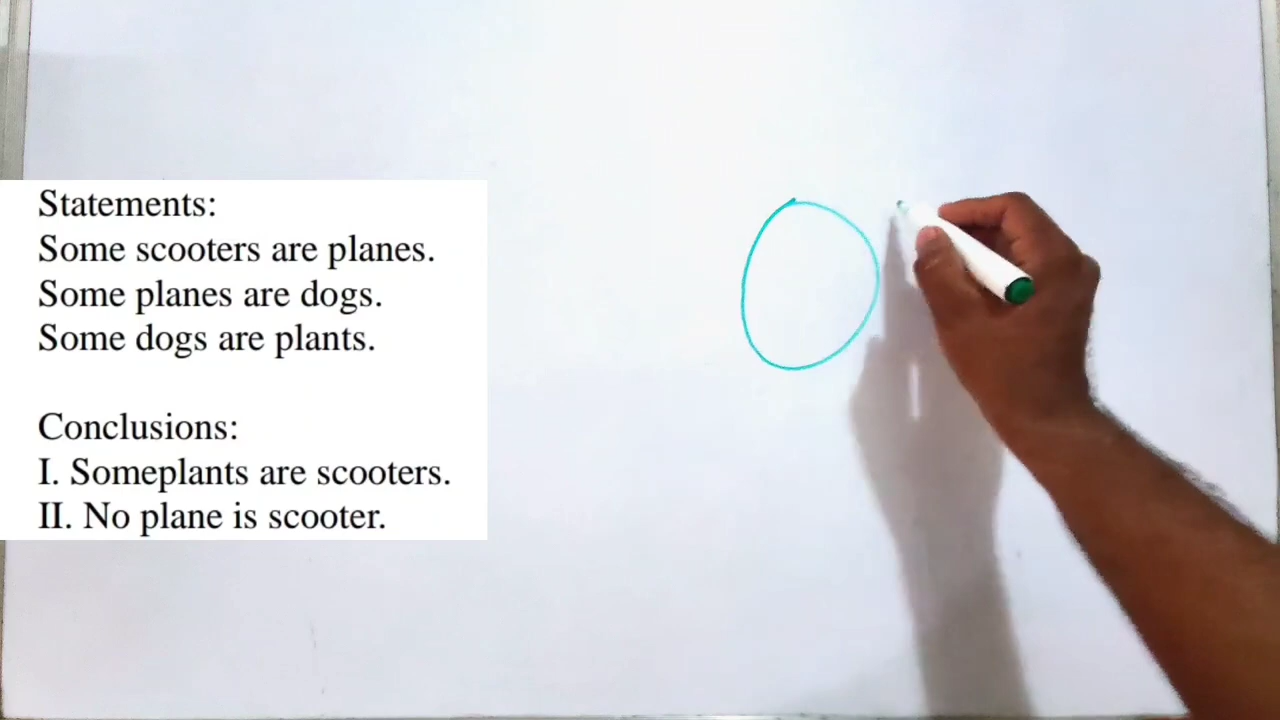 Statements:
Some scooters are planes.
Some planes are dogs.
Some dogs are plants.
Conclusions:
I. Someplants are scooters.
II. No plane is scooter.